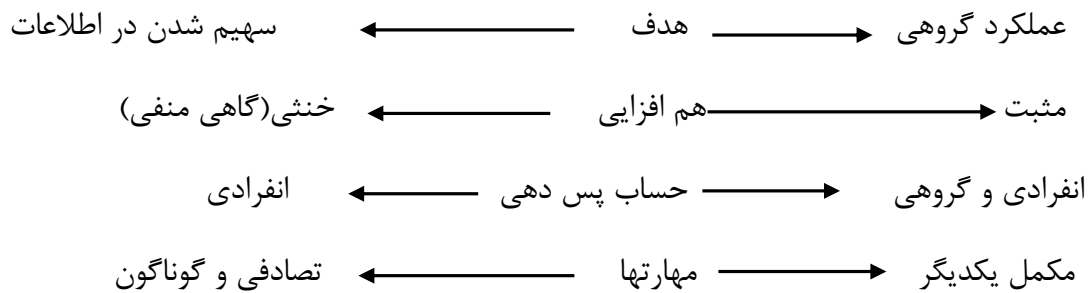 عملکرد گروهی هدف سهیم شدن در اطلاعات
مثبت هم افزایی خنثی(گاهی منفی)
انفرادی و گروهی حساب پس دهی انفرادی
مکمل یکدیگر مهارتها تصادفی و گوناگون